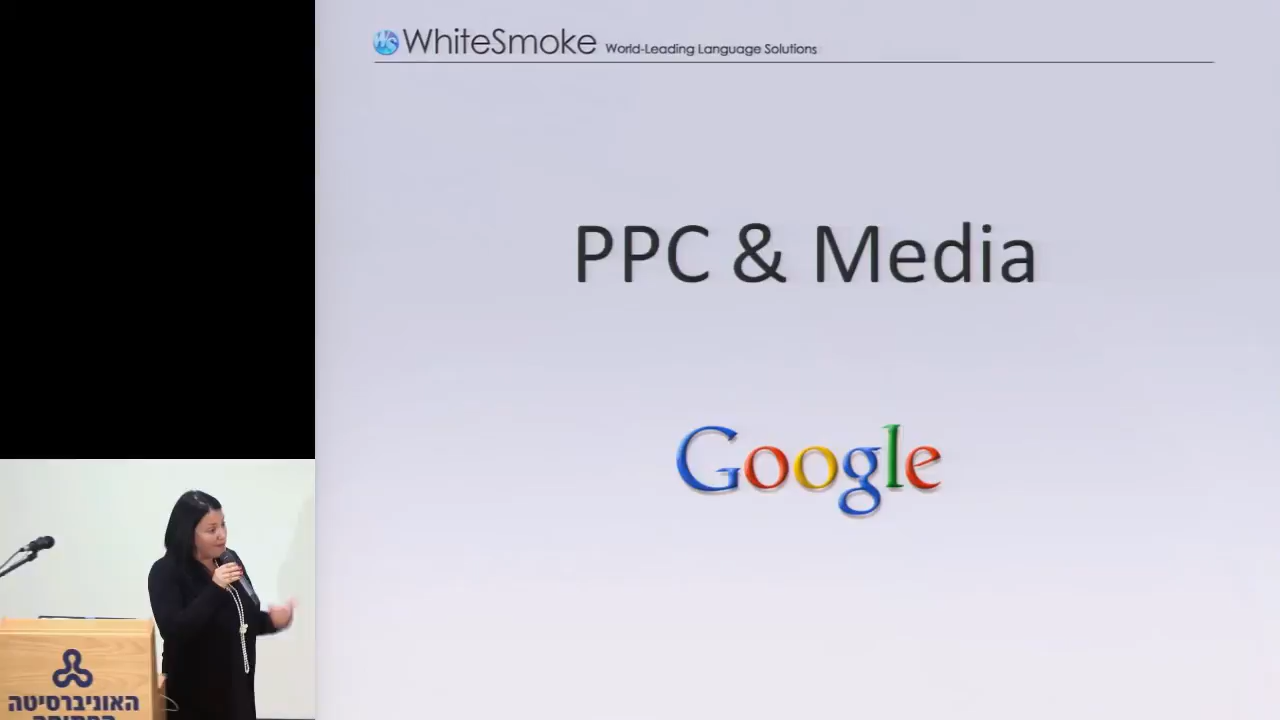 WhiteSmoke World-Leading Language Solutions
PPC & Media
Google
האוניברסיטה